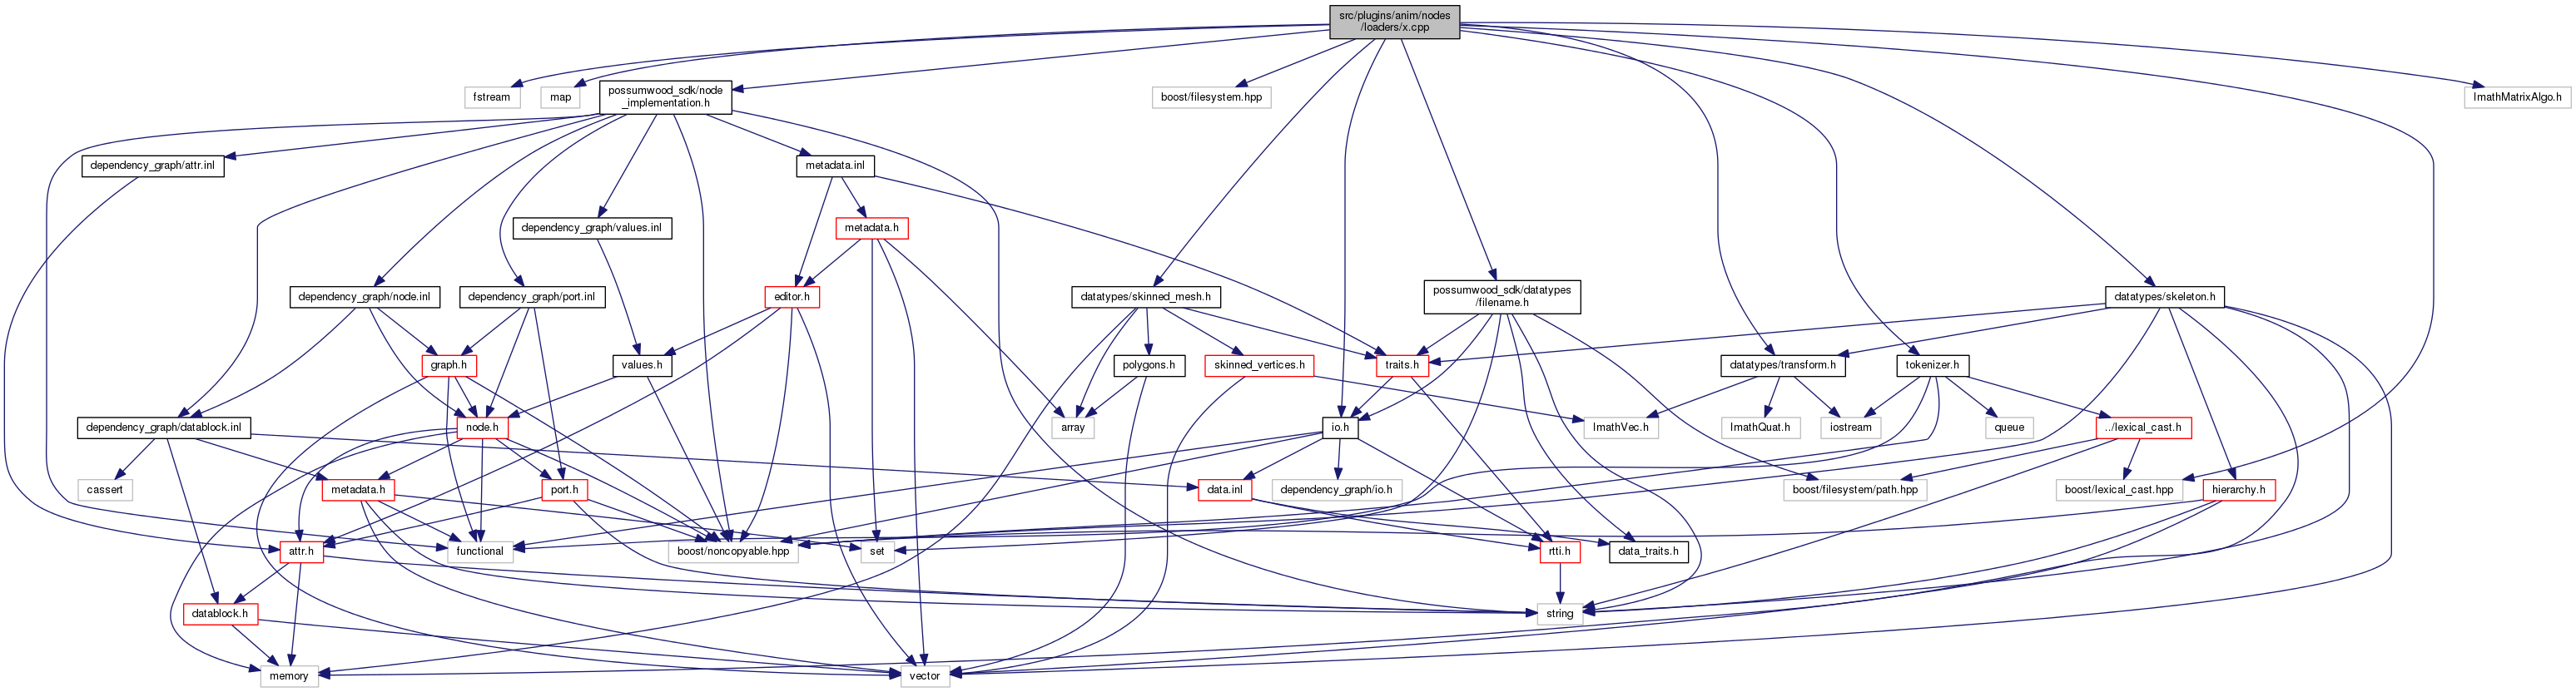 src/plugins/anim/nodes
/loaders/x.cpp
fstream
map
possumwood_sdk/node
_implementation.h
boost/filesystem.hpp
ImathMatrixAlgo.h
dependency_graph/attr.inl
metadata.inl
dependency_graph/values.inl
metadata.h
dependency_graph/node.inl
dependency_graph/port.inl
editor.h
datatypes/skinned_mesh.h
possumwood_sdk/datatypes
/filename.h
datatypes/skeleton.h
graph.h
values.h
polygons.h
skinned_vertices.h
traits.h
datatypes/transform.h
tokenizer.h
dependency_graph/datablock.inl
node.h
array
io.h
ImathVec.h
ImathQuat.h
iostream
queue
../lexical_cast.h
cassert
metadata.h
port.h
data.inl
dependency_graph/io.h
boost/filesystem/path.hpp
boost/lexical_cast.hpp
hierarchy.h
attr.h
functional
boost/noncopyable.hpp
set
rtti.h
data_traits.h
datablock.h
string
memory
vector